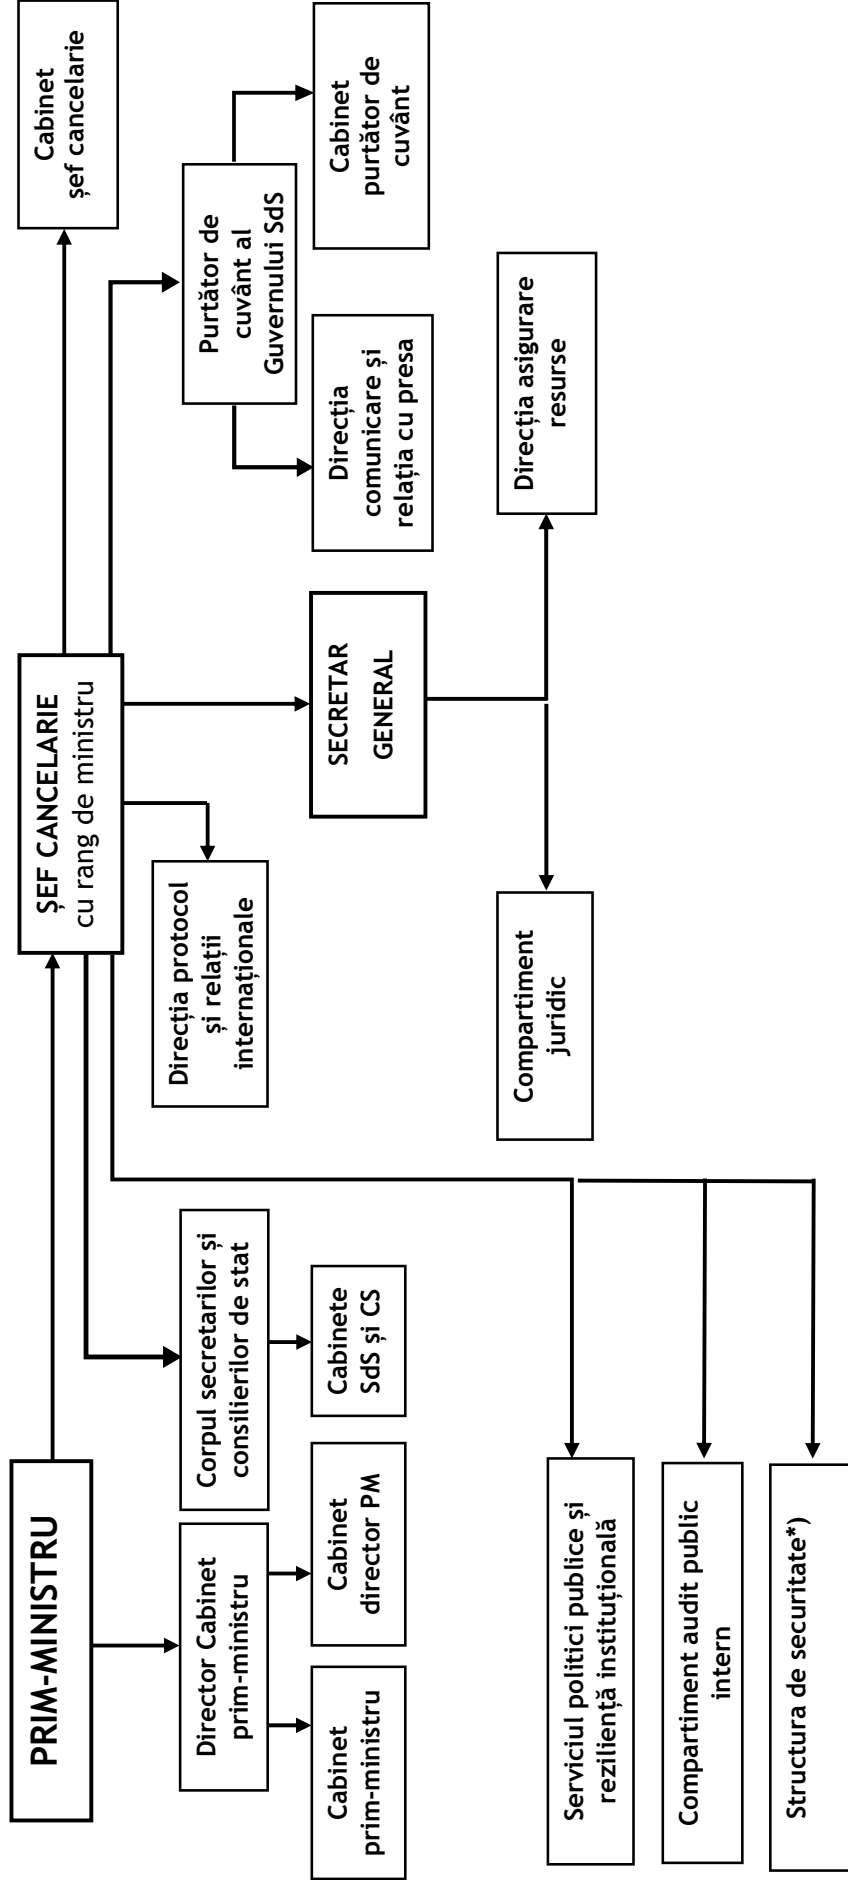 PRIM-MINISTRU
ȘEF CANCELARIE
cu rang de ministru
Cabinet
șef cancelarie
Director Cabinet
prim-ministru
Corpul secretarilor și
consilierilor de stat
Direcția protocol
și relații
internaționale
Purtător de
cuvânt al
Guvernului SdS
Cabinet
prim-ministru
Cabinet
director PM
Cabinete
SdS și CS
SECRETAR
GENERAL
Direcția
comunicare și
relația cu presa
Cabinet
purtător de
cuvânt
Compartiment
juridic
Direcția asigurare
resurse
Serviciul politici publice și
reziliență instituțională
Compartiment audit public
intern
Structura de securitate*)